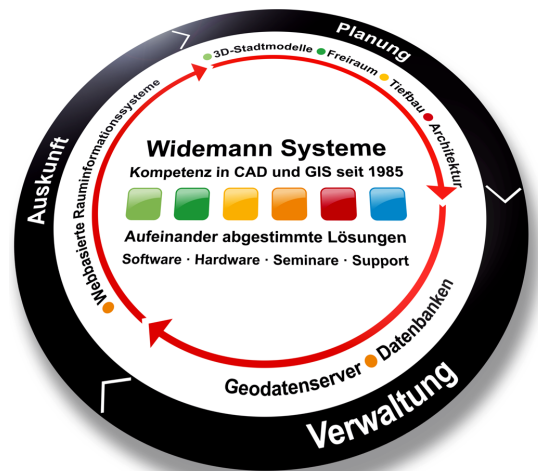 Planung
3D-Stadtmodelle
Freiraum
Tiefbau
Architektur
Auskunft
Webbasierte Rauminformationssysteme
Widemann Systeme
Kompetenz in CAD und GIS seit 1985
Aufeinander abgestimmte Lösungen
Software · Hardware · Seminare · Support
Geodatenserver
Datenbanken
Verwaltung